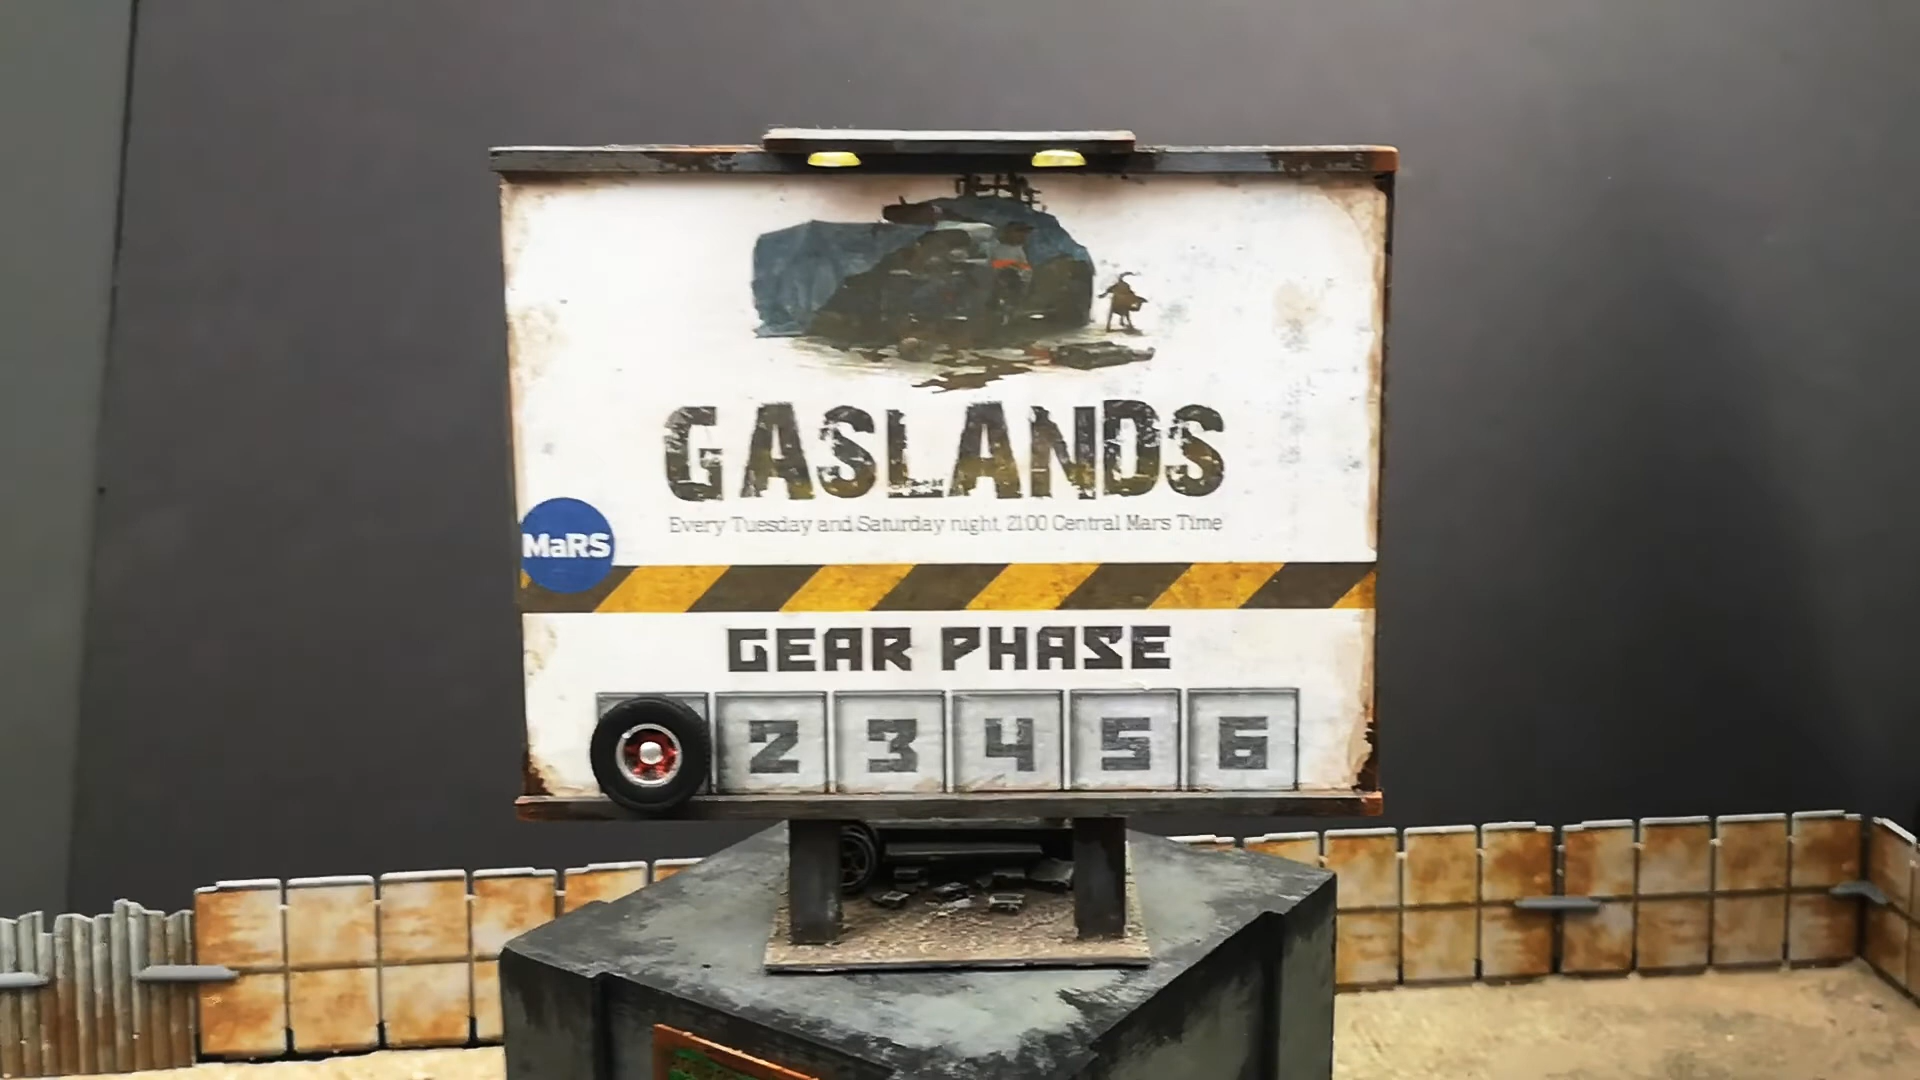 GASLANDS
Every Tuesday and Saturday night, 21:00 Central Mars Time
MaRS
GEAR PHASE
2 3 4 5 6